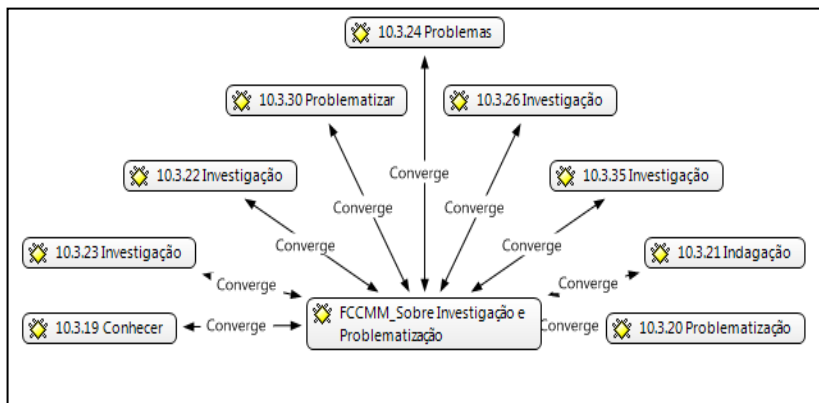 10.3.24 Problemas
10.3.30 Problematizar
10.3.26 Investigação
Converge
10.3.22 Investigação
10.3.35 Investigação
Converge
Converge
Converge
Converge
10.3.23 Investigação
10.3.21 Indagação
Converge
Converge
10.3.19 Conhecer
Converge
FCCMM_Sobre Investigação e
Problematização
Converge
10.3.20 Problematização